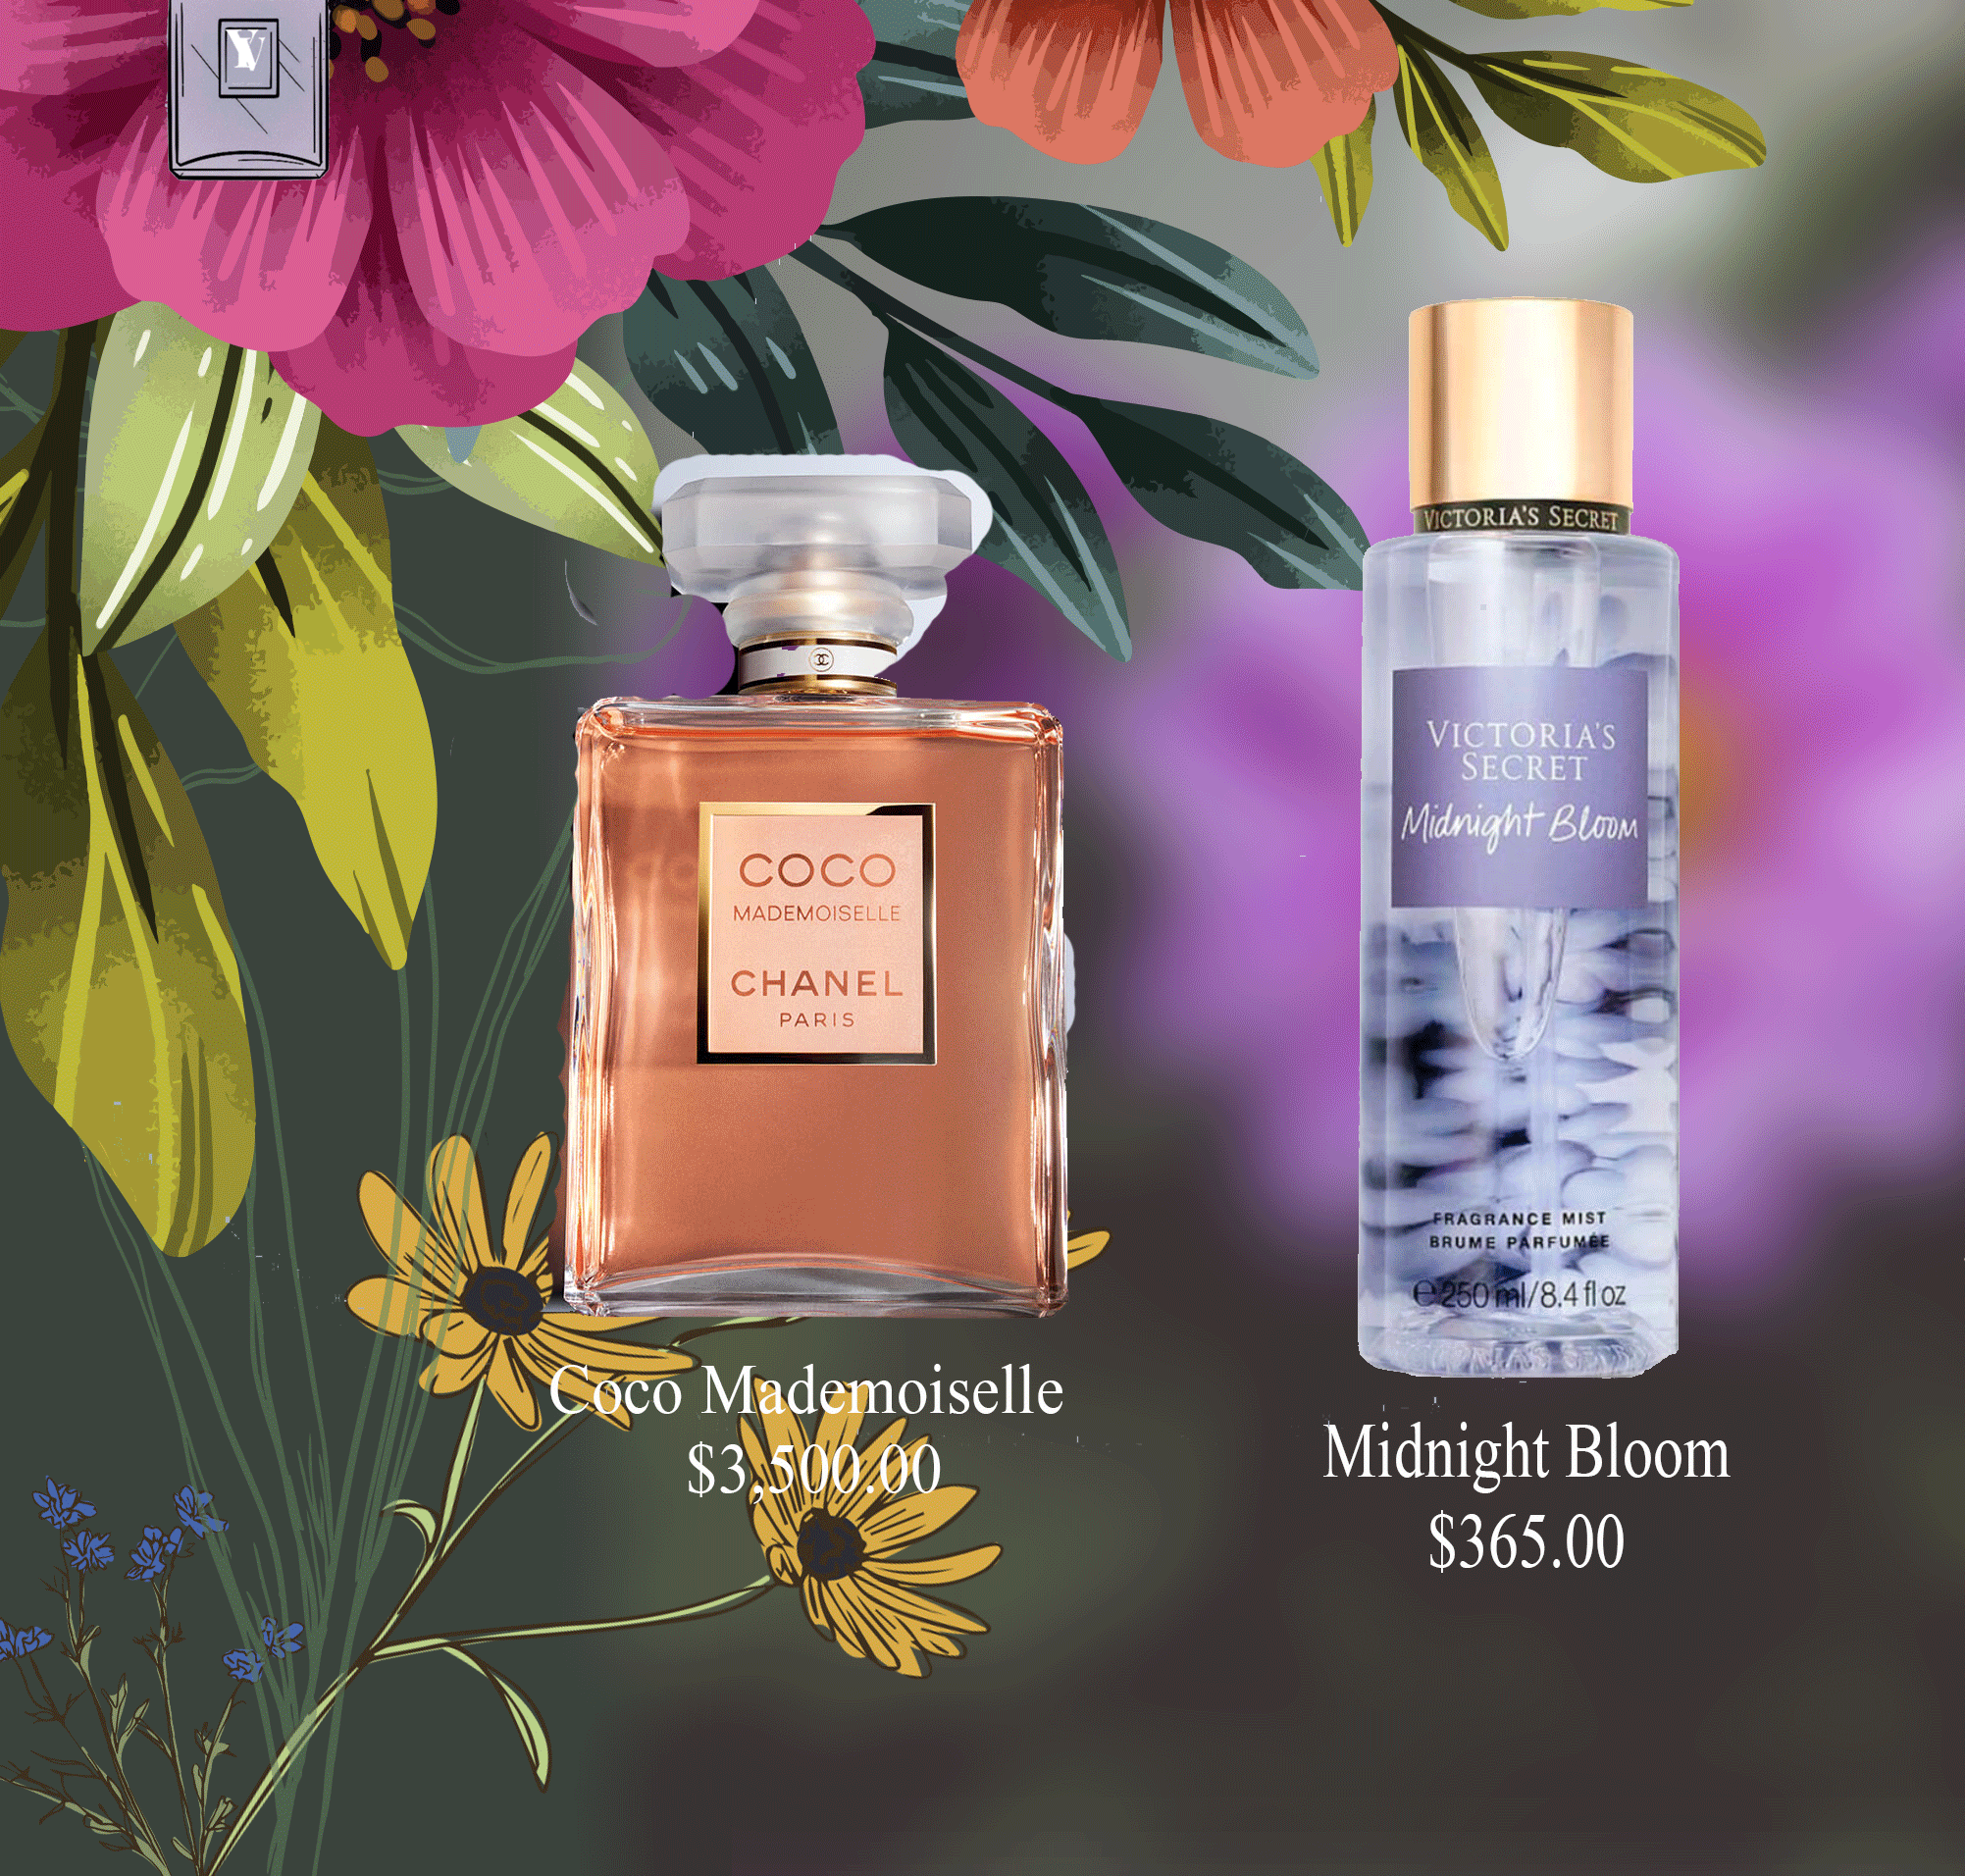 YV
VICTORIA'S SECRET
COCO
MADEMOISELLE
CHANEL
PARIS
VICTORIA'S
SECRET
Midnight Bloom
FRAGRANCE MIST
BRUME PARFUMÉE
e 250 ml/8.4 fl oz
Coco Mademoiselle
$3,500.00
Midnight Bloom
$365.00